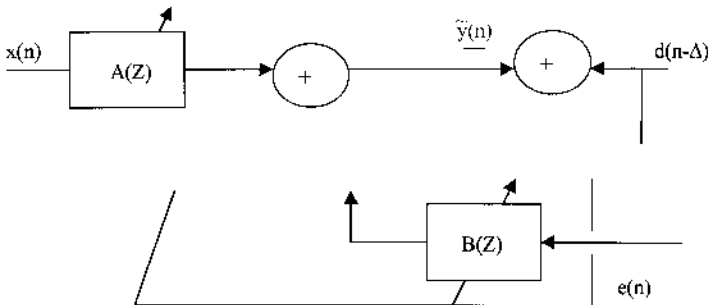 x(n)
A(Z)
+
ỹ(n)
+
d(n-Δ)
B(Z)
e(n)